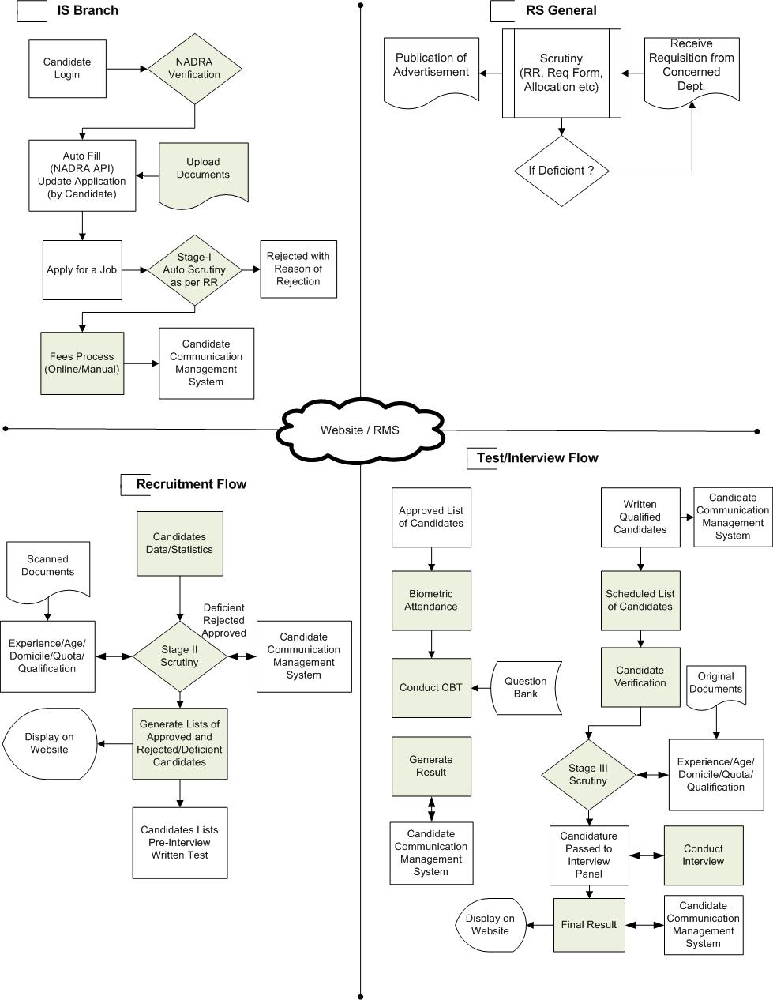 IS Branch
Candidate
Login
NADRA
Verification
Auto Fill
(NADRA API)
Update Application
(by Candidate)
Upload
Documents
Apply for a Job
Stage-I
Auto Scrutiny
as per RR
Rejected with
Reason of
Rejection
Fees Process
(Online/Manual)
Candidate
Communication
Management
System
RS General
Publication of
Advertisement
Scrutiny
(RR, Req Form,
Allocation etc)
Receive
Requisition from
Concerned
Dept.
If Deficient ?
Website / RMS
Recruitment Flow
Candidates
Data/Statistics
Scanned
Documents
Deficient
Rejected
Approved
Experience/Age/
Domicile/Quota/
Qualification
Stage II
Scrutiny
Candidate
Communication
Management
System
Display on
Website
Generate Lists of
Approved and
Rejected/Deficient
Candidates
Candidates Lists
Pre-Interview
Written Test
Test/Interview Flow
Approved List
of Candidates
Biometric
Attendance
Conduct CBT
Question
Bank
Generate
Result
Candidate
Communication
Management
System
Written
Qualified
Candidates
Candidate
Communication
Management
System
Scheduled List
of Candidates
Candidate
Verification
Original
Documents
Stage III
Scrutiny
Experience/Age/
Domicile/Quota/
Qualification
Candidature
Passed to
Interview
Panel
Conduct
Interview
Display on
Website
Final Result
Candidate
Communication
Management
System